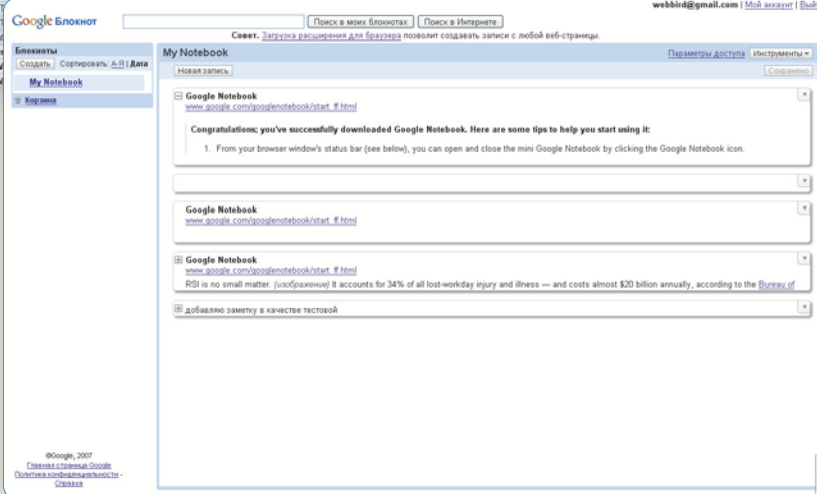 webbird@gmail.com | Мой аккаунт | Вый
Google Блокнот
Поиск в моих блокнотах Поиск в Интернете
Совет. Загрузка расширения для браузера позволит создавать записи с любой веб-страницы.
Блокноты
Создать Сортировать: А-Я | Дата
My Notebook
Корзина
My Notebook
Параметры доступа Инструменты
Новая запись
Сохранено
Google Notebook
www.google.com/googlenotebook/start_ff.html
Congratulations; you've successfully downloaded Google Notebook. Here are some tips to help you start using it:
1. From your browser window's status bar (see below), you can open and close the mini Google Notebook by clicking the Google Notebook icon.
Google Notebook
www.google.com/googlenotebook/start_ff.html
Google Notebook
www.google.com/googlenotebook/start_ff.html
RSI is no small matter. (изображение) It accounts for 34% of all lost-workday injury and illness — and costs almost $20 billion annually, according to the Bureau of
добавляю заметку в качестве тестовой
©Google, 2007
Главная страница Google
Политика конфиденциальности -
Справка